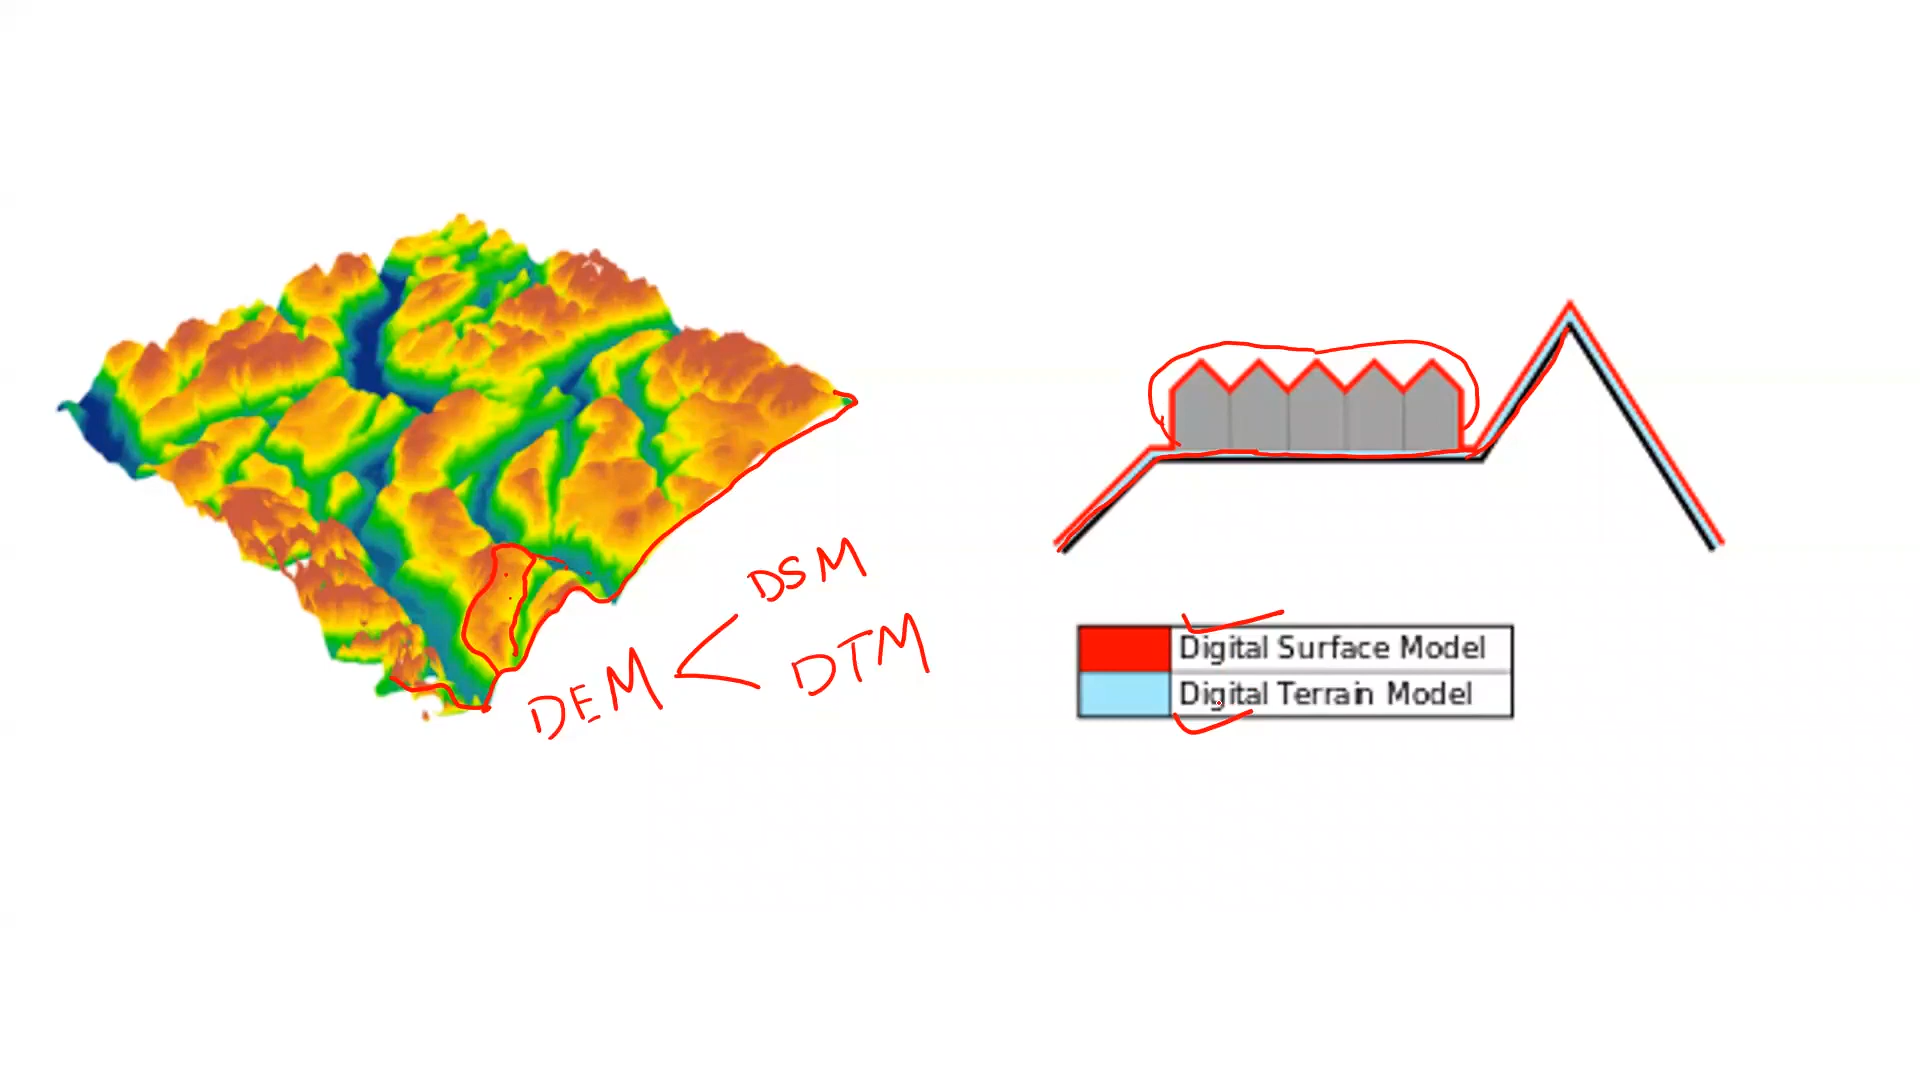 DEM
DSM
DTM
Digital Surface Model
Digital Terrain Model